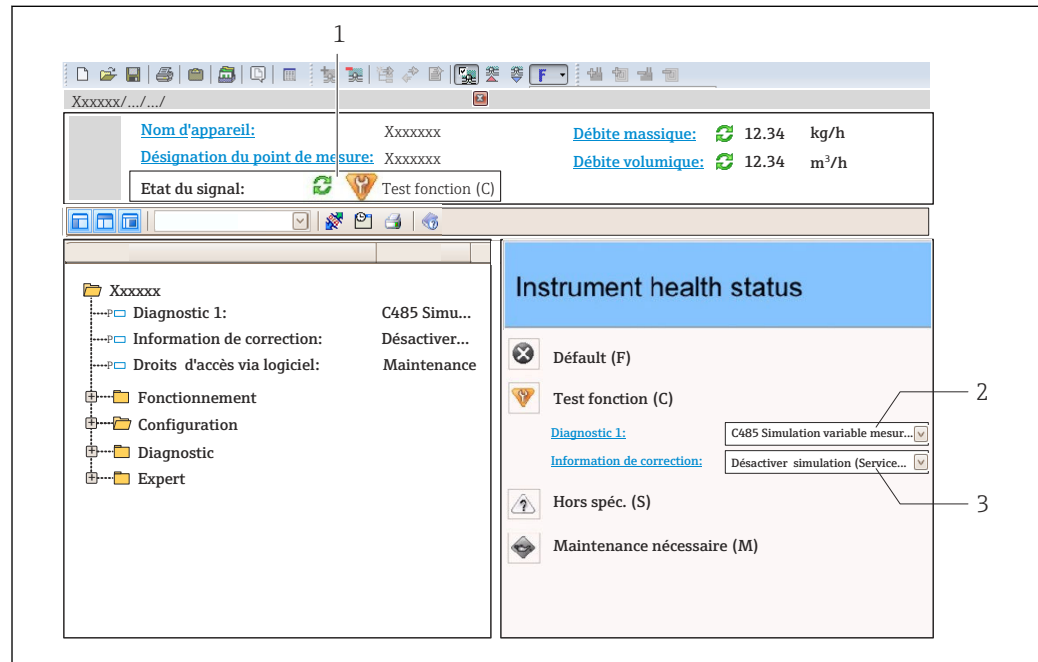 1
F
Xxxxxx/.../.../
Nom d'appareil: Xxxxxxx Débite massique: 12.34 kg/h
Désignation du point de mesure: Xxxxxxx Débite volumique: 12.34 m³/h
Etat du signal: Test fonction (C)
Xxxxxx
Diagnostic 1: C485 Simu...
Information de correction: Désactiver...
Droits d'accès via logiciel: Maintenance
Fonctionnement
Configuration
Diagnostic
Expert
Instrument health status
Défault (F)
Test fonction (C)
Diagnostic 1: C485 Simulation variable mesur...
2
Information de correction: Désactiver simulation (Service...
3
Hors spéc. (S)
Maintenance nécessaire (M)